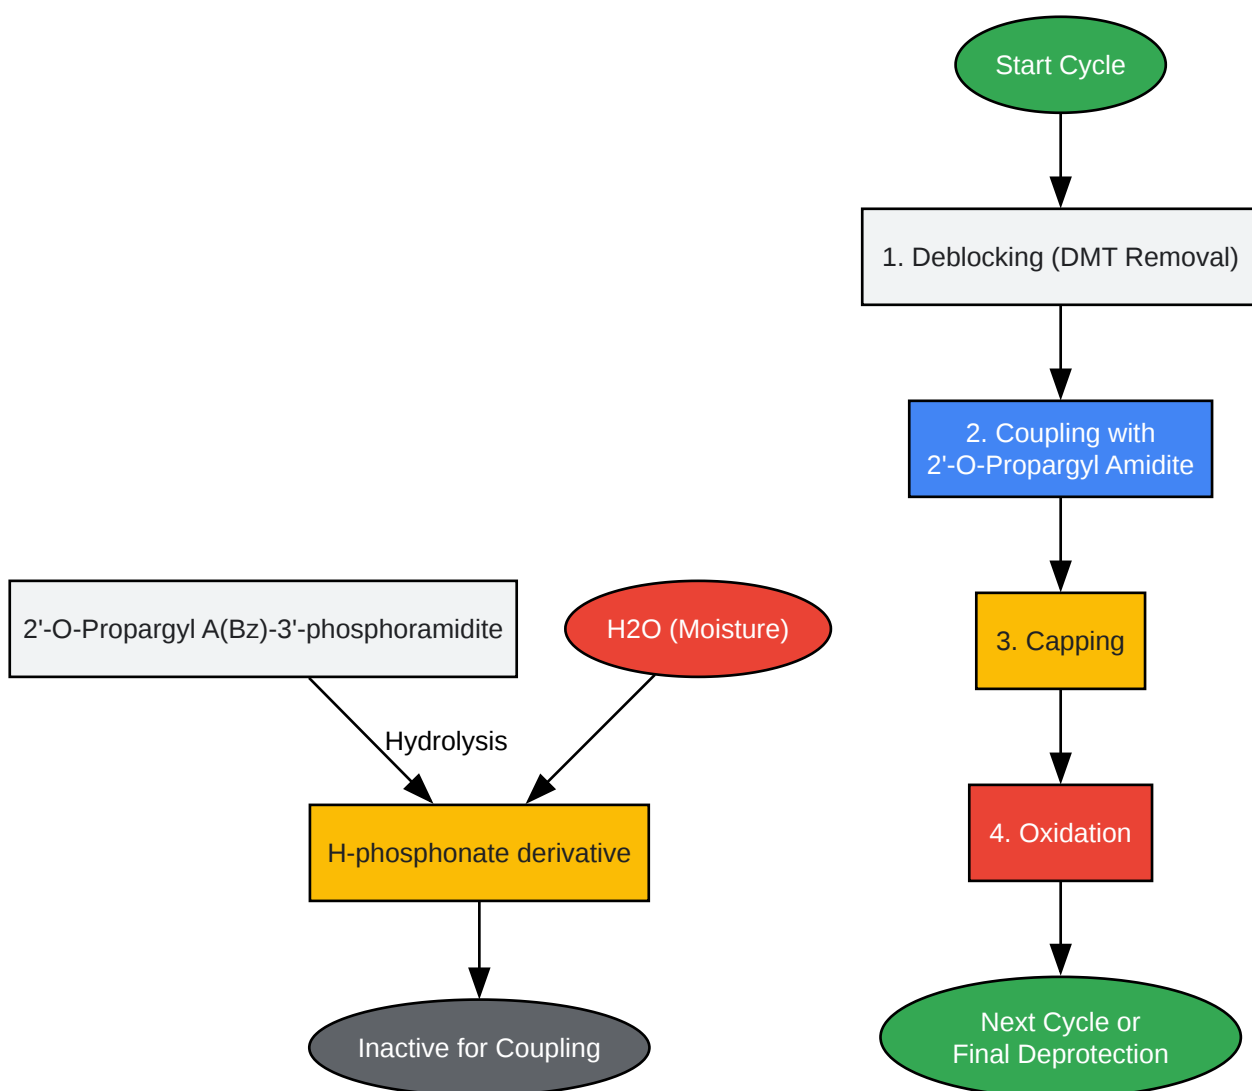 Start Cycle
1. Deblocking (DMT Removal)
2. Coupling with
2'-O-Propargyl Amidite
2'-O-Propargyl A(Bz)-3'-phosphoramidite
H2O (Moisture)
3. Capping
Hydrolysis
H-phosphonate derivative
4. Oxidation
Inactive for Coupling
Next Cycle or
Final Deprotection